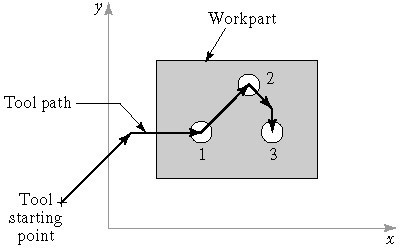 y
Workpart
2
Tool path
1
3
Tool
starting
point
x